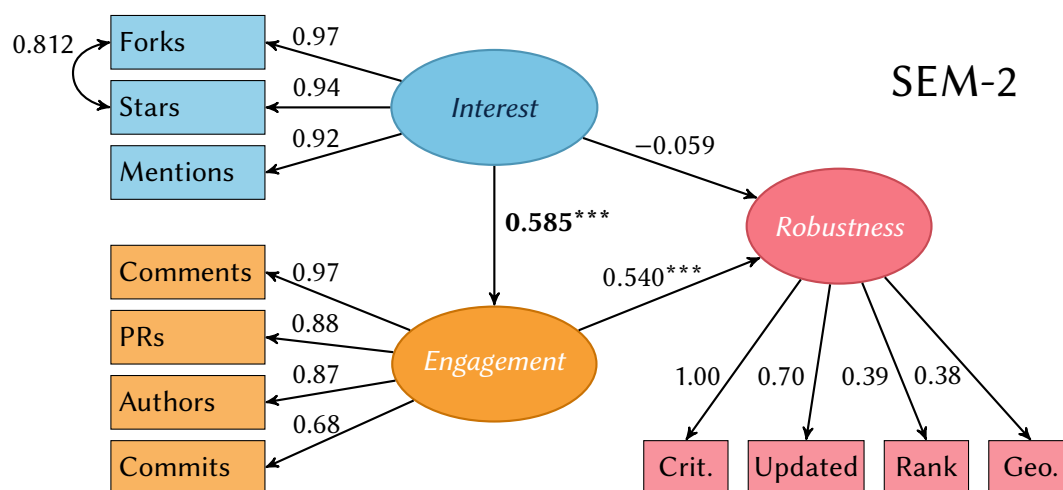 SEM-2
0.812
Forks
0.97
Stars
0.94
Mentions
0.92
Interest
−0.059
Robustness
0.585***
0.540***
Comments
0.97
PRs
0.88
Authors
0.87
Commits
0.68
Engagement
1.00
0.70
0.39
0.38
Crit.
Updated
Rank
Geo.